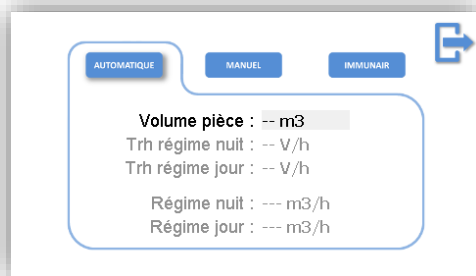 AUTOMATIQUE MANUEL IMMUNAIR
Volume pièce : -- m3
Trh régime nuit : -- V/h
Trh régime jour : -- V/h
Régime nuit : --- m3/h
Régime jour : --- m3/h